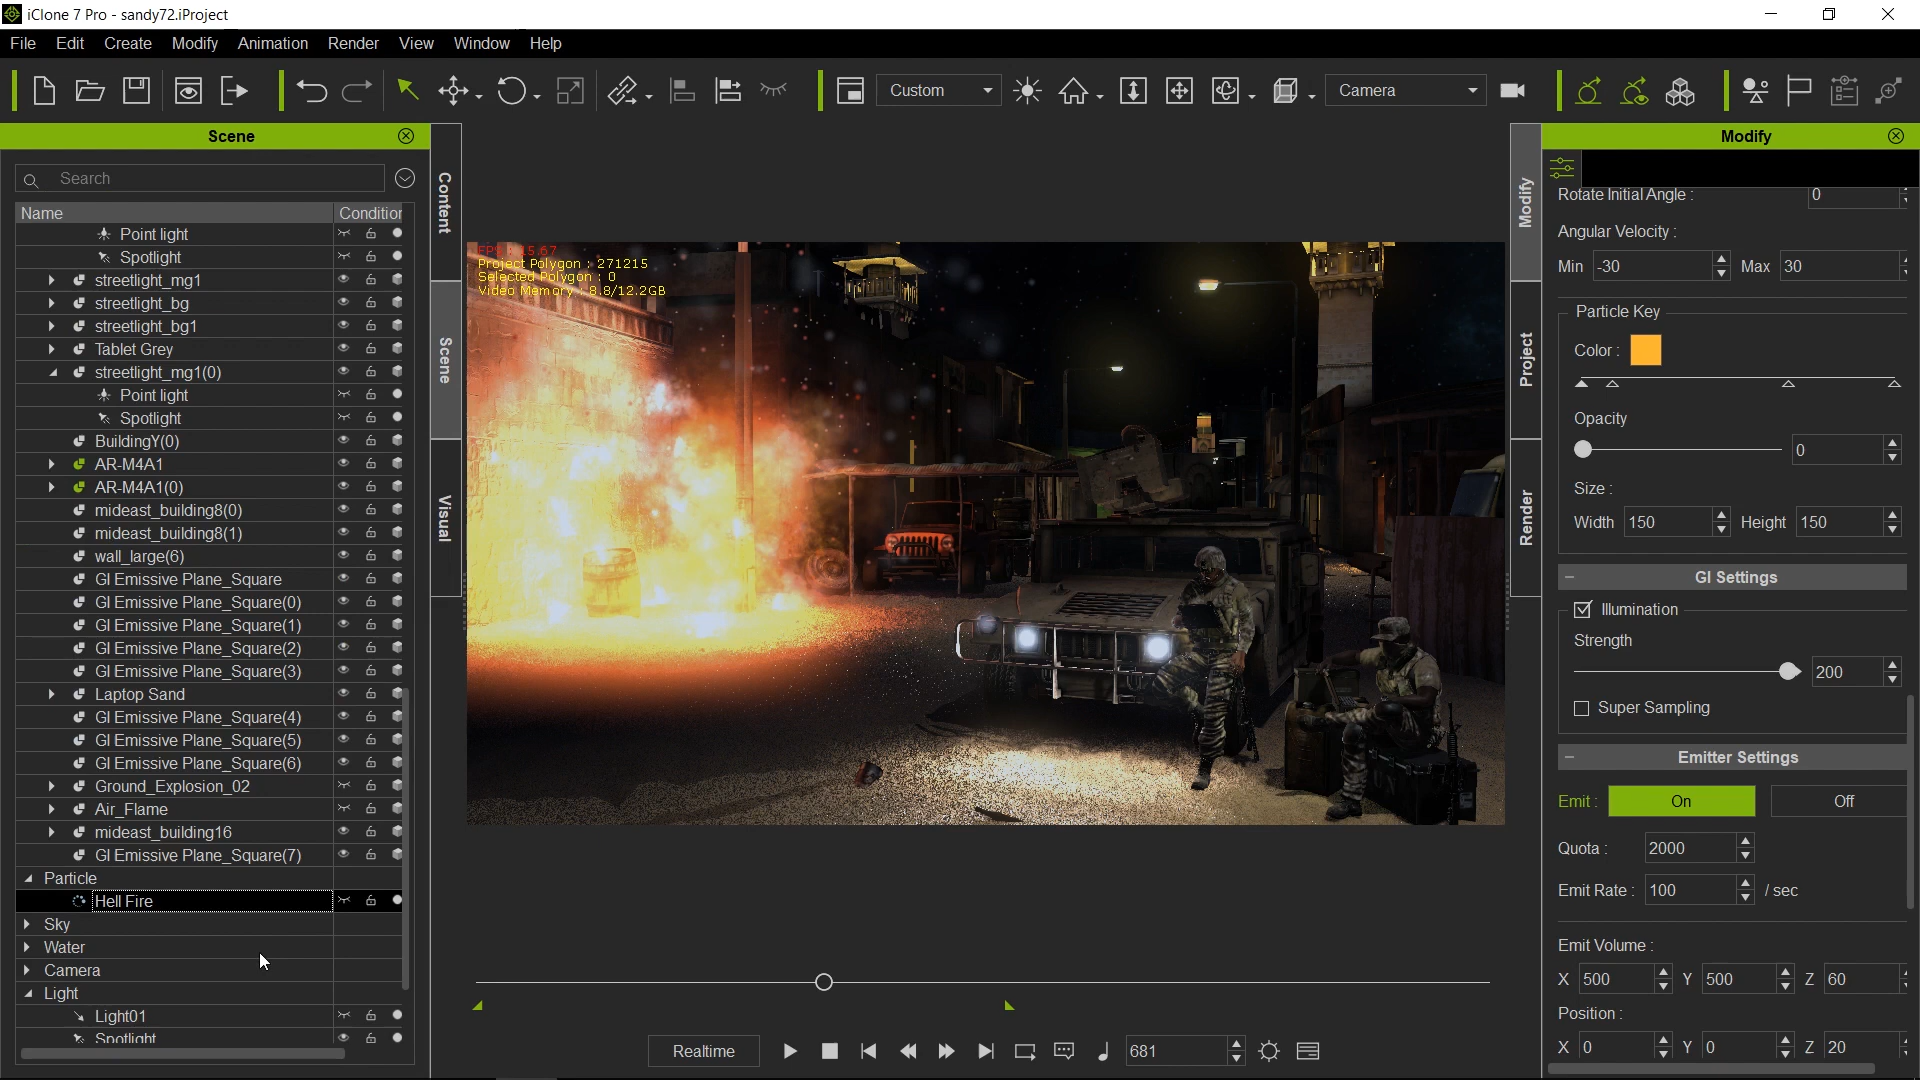 iClone 7 Pro - sandy72.iProject
File Edit Create Modify Animation Render View Window Help
Custom Camera
Scene
Search
Name Condition
Point light
Spotlight
streetlight_mg1
streetlight_bg
streetlight_bg1
Tablet Grey
streetlight_mg1(0)
Point light
Spotlight
BuildingY(0)
AR-M4A1
AR-M4A1(0)
mideast_building8(0)
mideast_building8(1)
wall_large(6)
GI Emissive Plane_Square
GI Emissive Plane_Square(0)
GI Emissive Plane_Square(1)
GI Emissive Plane_Square(2)
GI Emissive Plane_Square(3)
Laptop Sand
GI Emissive Plane_Square(4)
GI Emissive Plane_Square(5)
GI Emissive Plane_Square(6)
Ground_Explosion_02
Air_Flame
mideast_building16
GI Emissive Plane_Square(7)
Particle
Hell Fire
Sky
Water
Camera
Light
Light01
Spotlight
Content
Scene
Visual
Project Polygon : 271215
Selected Polygon : 0
Video Memory : 8.8/12.2GB
Realtime 681
Modify
Project
Render
Modify
Rotate Initial Angle : 0
Angular Velocity :
Min -30 Max 30
Particle Key
Color :
Opacity
0
Size :
Width 150 Height 150
GI Settings
Illumination
Strength
200
Super Sampling
Emitter Settings
Emit : On Off
Quota : 2000
Emit Rate : 100 / sec
Emit Volume :
X 500 Y 500 Z 60
Position :
X 0 Y 0 Z 20